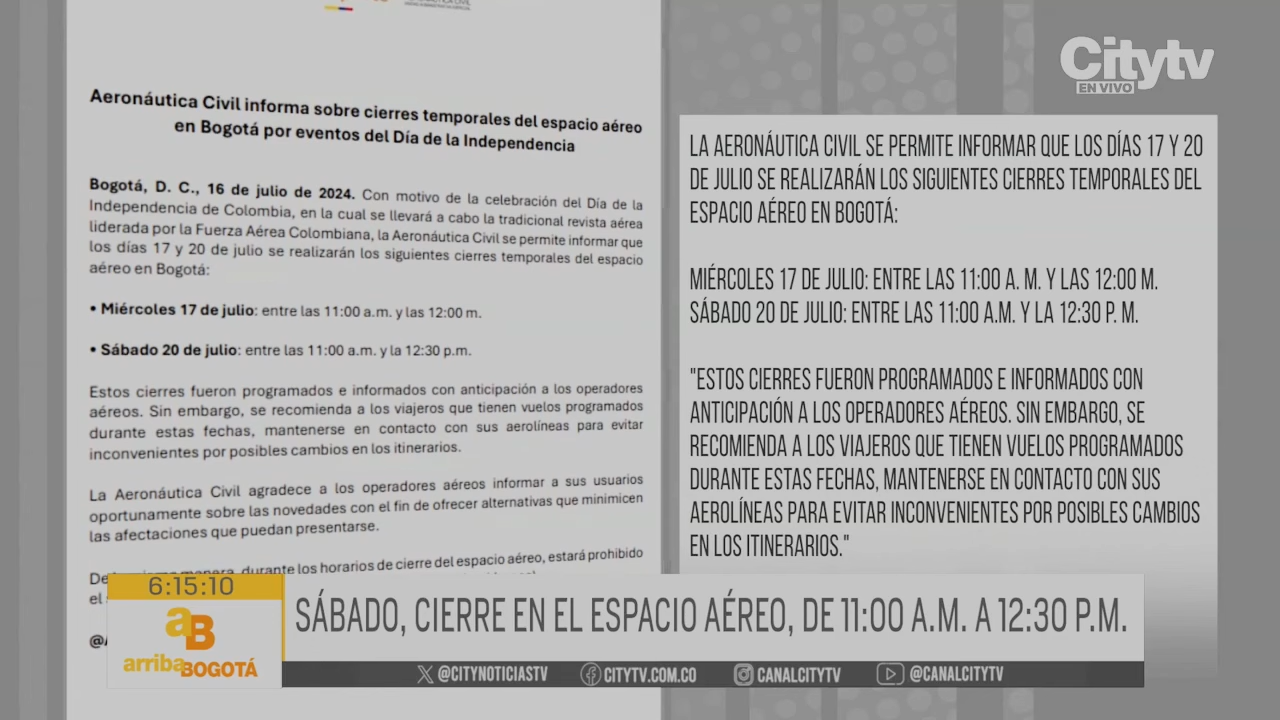 Aeronáutica Civil informa sobre cierres temporales del espacio aéreo
en Bogotá por eventos del Día de la Independencia
Bogotá, D. C., 16 de julio de 2024. Con motivo de la celebración del Día de la
Independencia de Colombia, en la cual se llevará a cabo la tradicional revista aérea
liderada por la Fuerza Aérea Colombiana, la Aeronáutica Civil se permite informar que
los días 17 y 20 de julio se realizarán los siguientes cierres temporales del espacio
aéreo en Bogotá:
• Miércoles 17 de julio: entre las 11:00 a.m. y las 12:00 m.
• Sábado 20 de julio: entre las 11:00 a.m. y la 12:30 p.m.
Estos cierres fueron programados e informados con anticipación a los operadores
aéreos. Sin embargo, se recomienda a los viajeros que tienen vuelos programados
durante estas fechas, mantenerse en contacto con sus aerolíneas para evitar
inconvenientes por posibles cambios en los itinerarios.
La Aeronáutica Civil agradece a los operadores aéreos informar a sus usuarios
oportunamente sobre las novedades con el fin de ofrecer alternativas que minimicen
las afectaciones que puedan presentarse.
durante los horarios de cierre del espacio aéreo, estará prohibido
el
Citytv
EN VIVO
LA AERONÁUTICA CIVIL SE PERMITE INFORMAR QUE LOS DÍAS 17 Y 20
DE JULIO SE REALIZARÁN LOS SIGUIENTES CIERRES TEMPORALES DEL
ESPACIO AÉREO EN BOGOTÁ:
MIÉRCOLES 17 DE JULIO: ENTRE LAS 11:00 A. M. Y LAS 12:00 M.
SÁBADO 20 DE JULIO: ENTRE LAS 11:00 A.M. Y LA 12:30 P. M.
"ESTOS CIERRES FUERON PROGRAMADOS E INFORMADOS CON
ANTICIPACIÓN A LOS OPERADORES AÉREOS. SIN EMBARGO, SE
RECOMIENDA A LOS VIAJEROS QUE TIENEN VUELOS PROGRAMADOS
DURANTE ESTAS FECHAS, MANTENERSE EN CONTACTO CON SUS
AEROLÍNEAS PARA EVITAR INCONVENIENTES POR POSIBLES CAMBIOS
EN LOS ITINERARIOS."
6:15:10
aB
arriba BOGOTÁ
SÁBADO, CIERRE EN EL ESPACIO AÉREO, DE 11:00 A.M. A 12:30 P.M.
@CITYNOTICIASTV CITYTV.COM.CO CANALCITYTV @CANALCITYTV